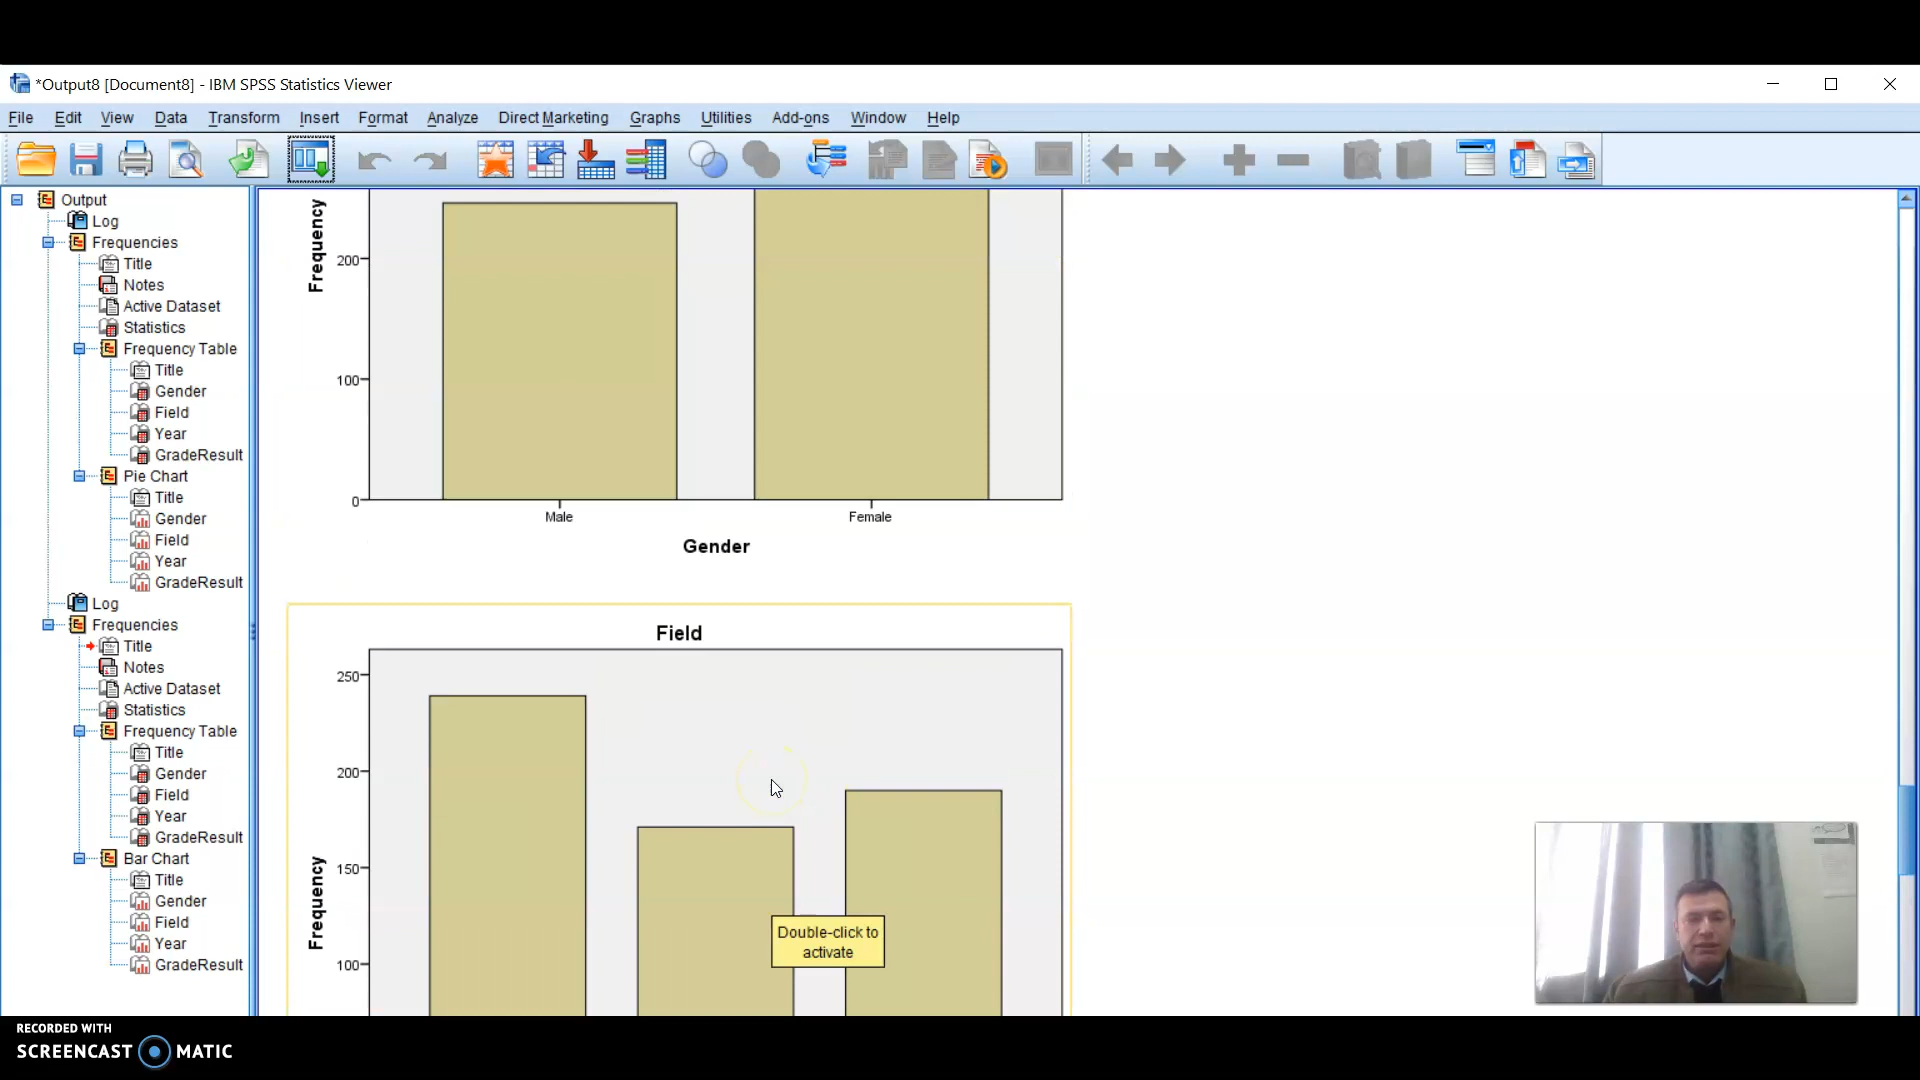 *Output8 [Document8] - IBM SPSS Statistics Viewer
File Edit View Data Transform Insert Format Analyze Direct Marketing Graphs Utilities Add-ons Window Help
Output
Log
Frequencies
Title
Notes
Active Dataset
Statistics
Frequency Table
Title
Gender
Field
Year
GradeResult
Pie Chart
Title
Gender
Field
Year
GradeResult
Log
Frequencies
Title
Notes
Active Dataset
Statistics
Frequency Table
Title
Gender
Field
Year
GradeResult
Bar Chart
Title
Gender
Field
Year
GradeResult
Frequency
200
100
0
Male Female
Gender
Field
250
200
150
100
Frequency
Double-click to
activate
RECORDED WITH
SCREENCAST MATIC